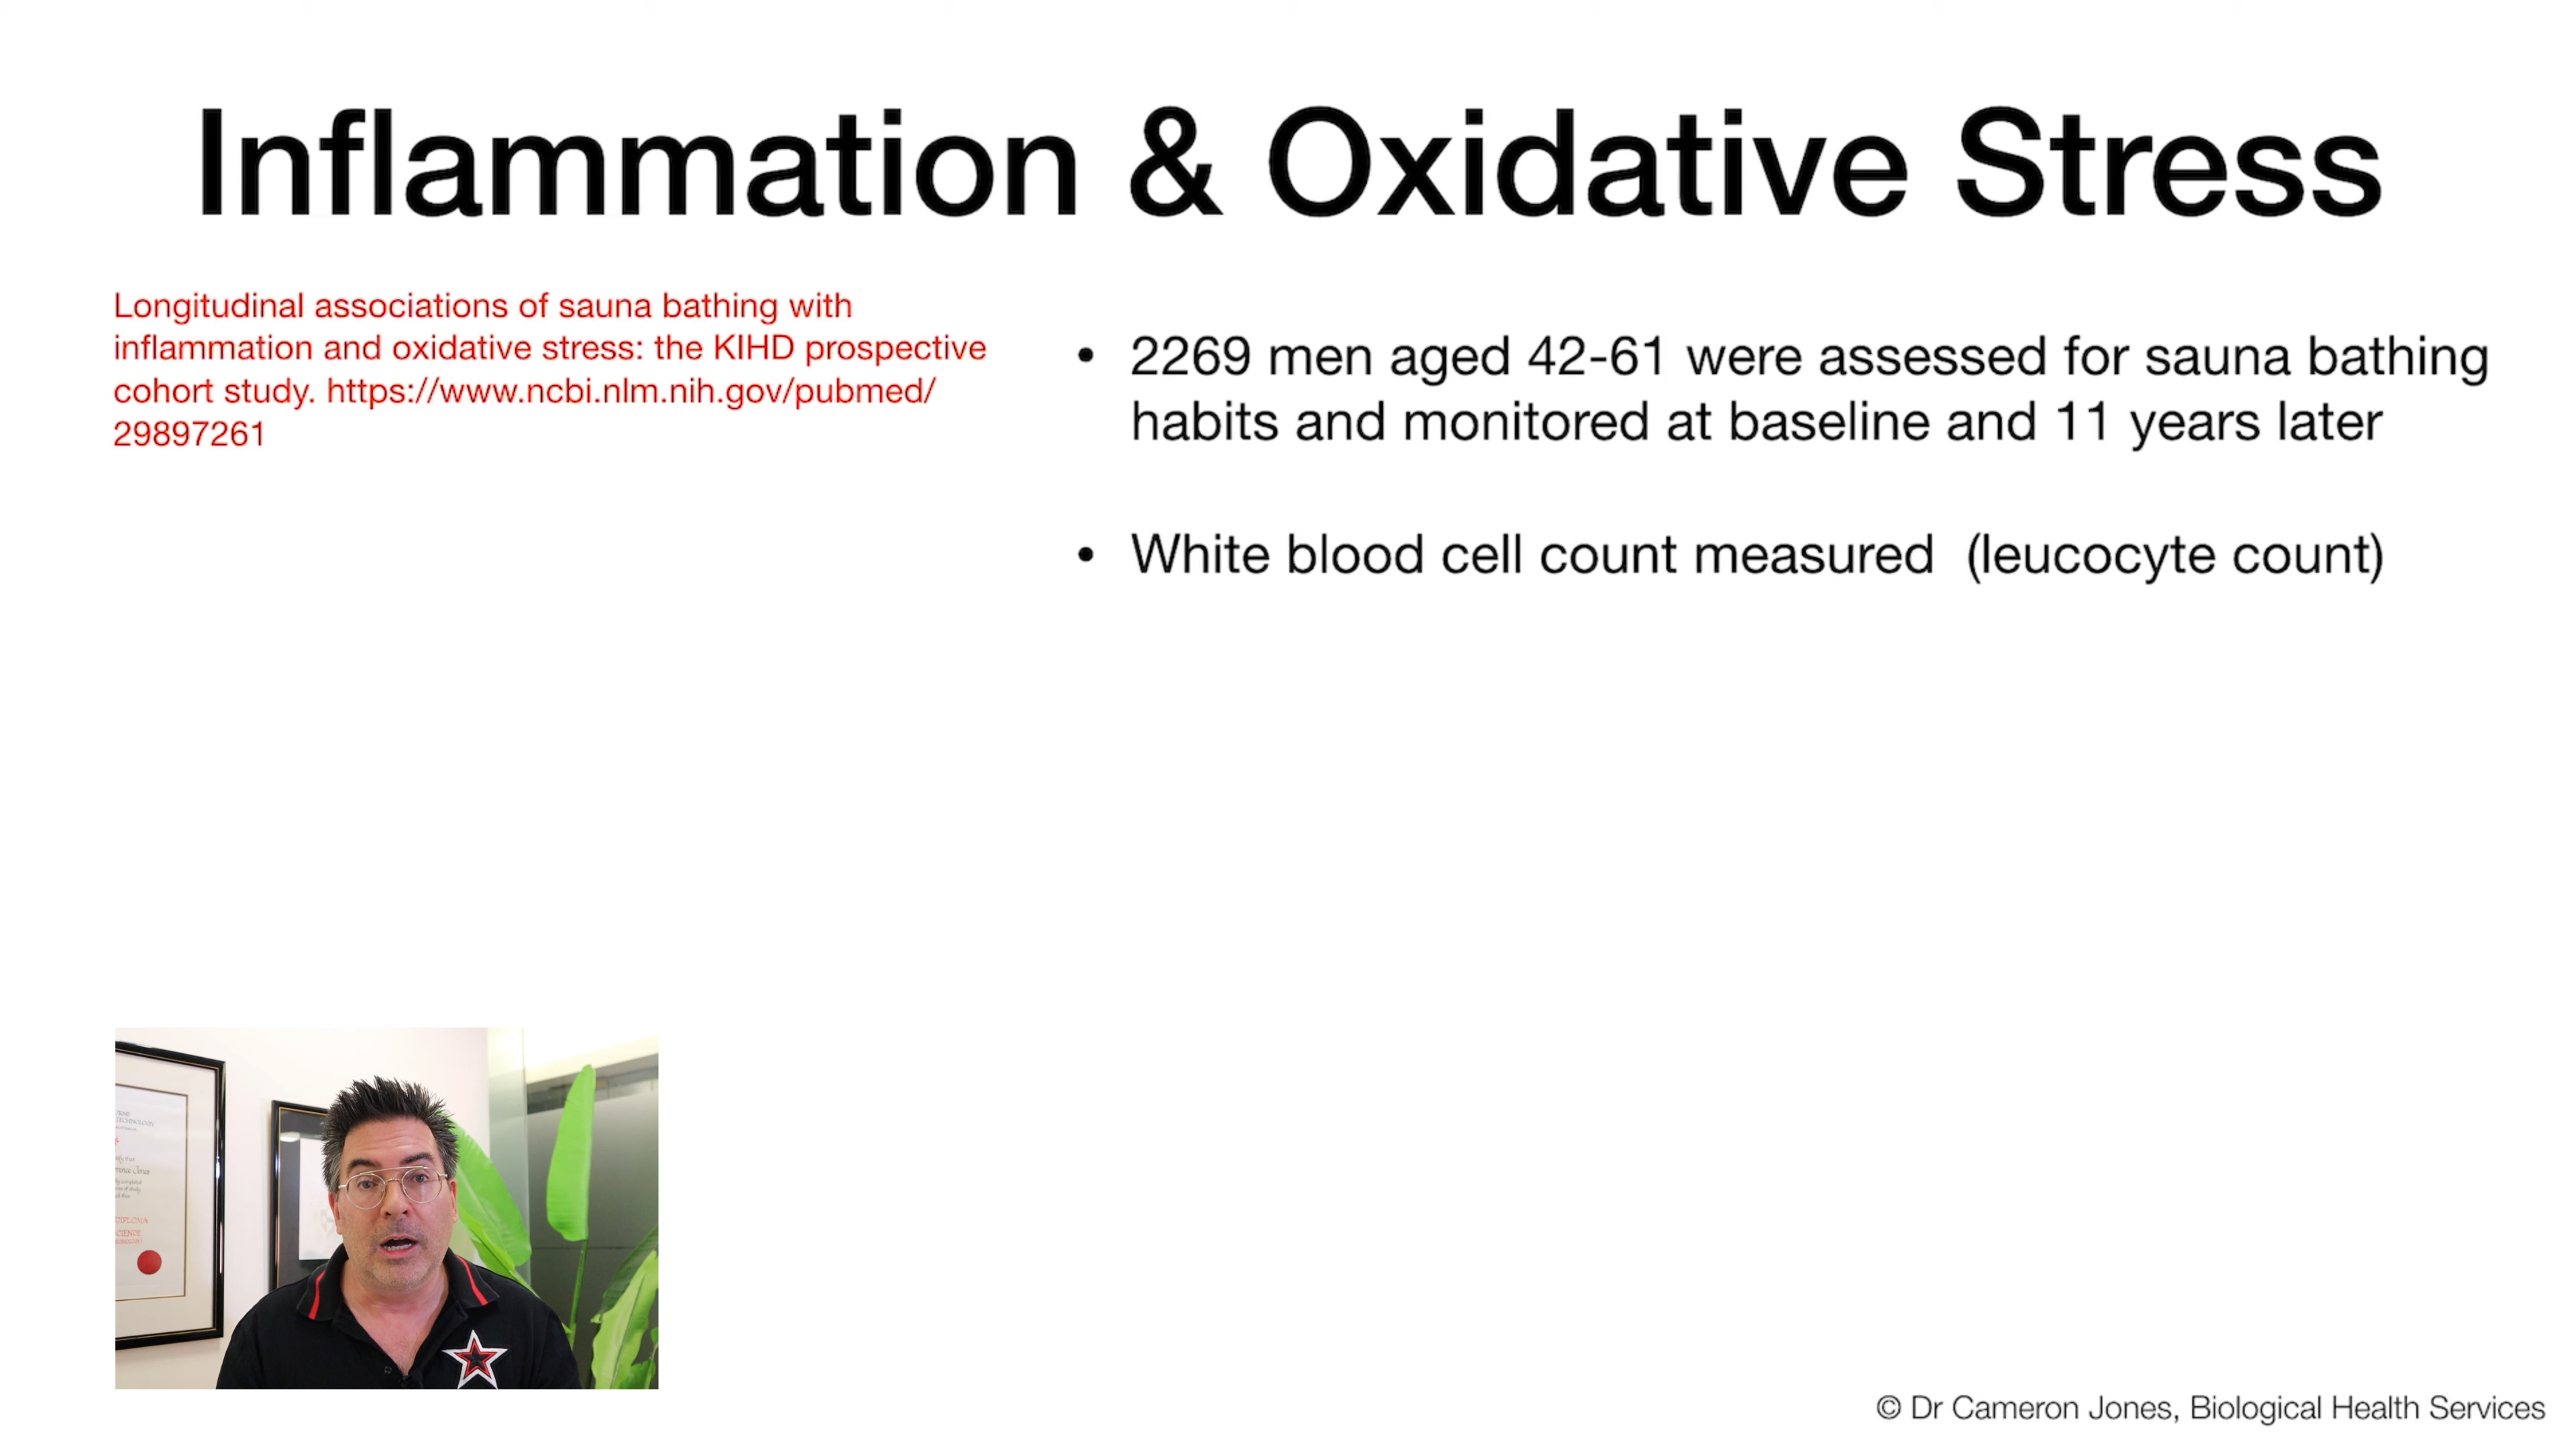 Inflammation & Oxidative Stress
Longitudinal associations of sauna bathing with
inflammation and oxidative stress: the KIHD prospective
cohort study. https://www.ncbi.nlm.nih.gov/pubmed/
29897261
• 2269 men aged 42-61 were assessed for sauna bathing
habits and monitored at baseline and 11 years later
• White blood cell count measured (leucocyte count)
© Dr Cameron Jones, Biological Health Services